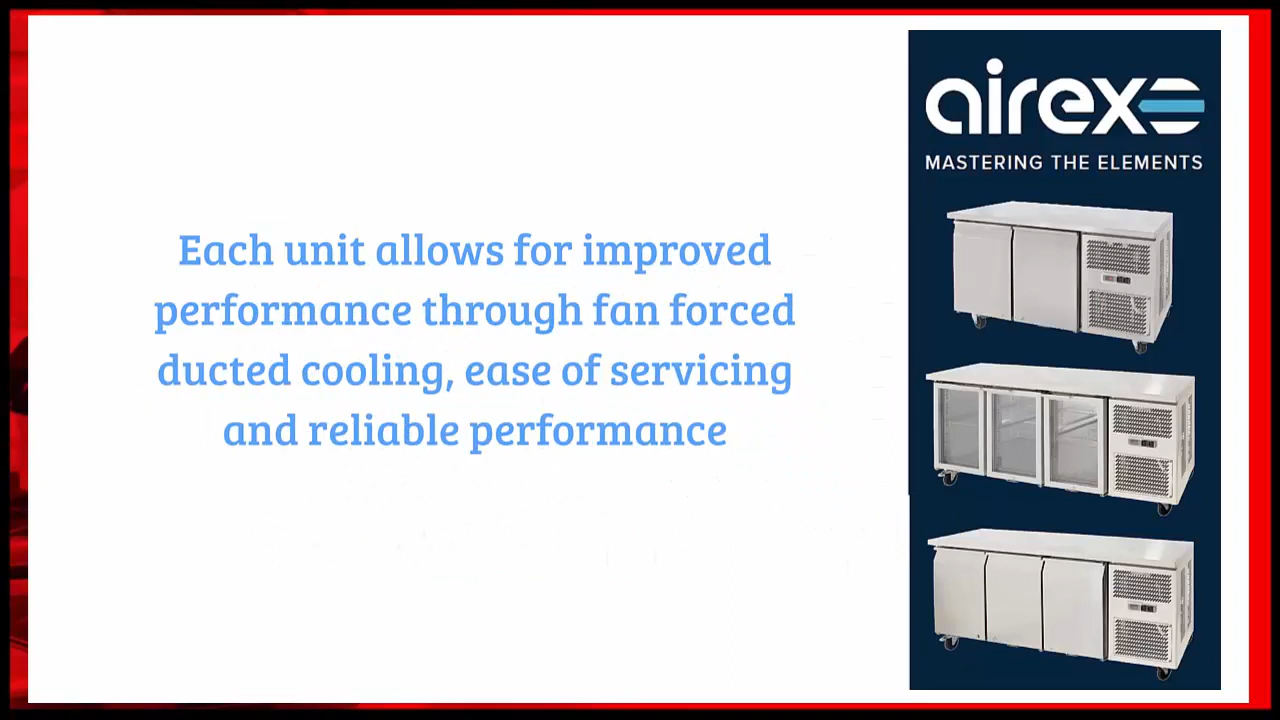 Each unit allows for improved
performance through fan forced
ducted cooling, ease of servicing
and reliable performance
airex
MASTERING THE ELEMENTS